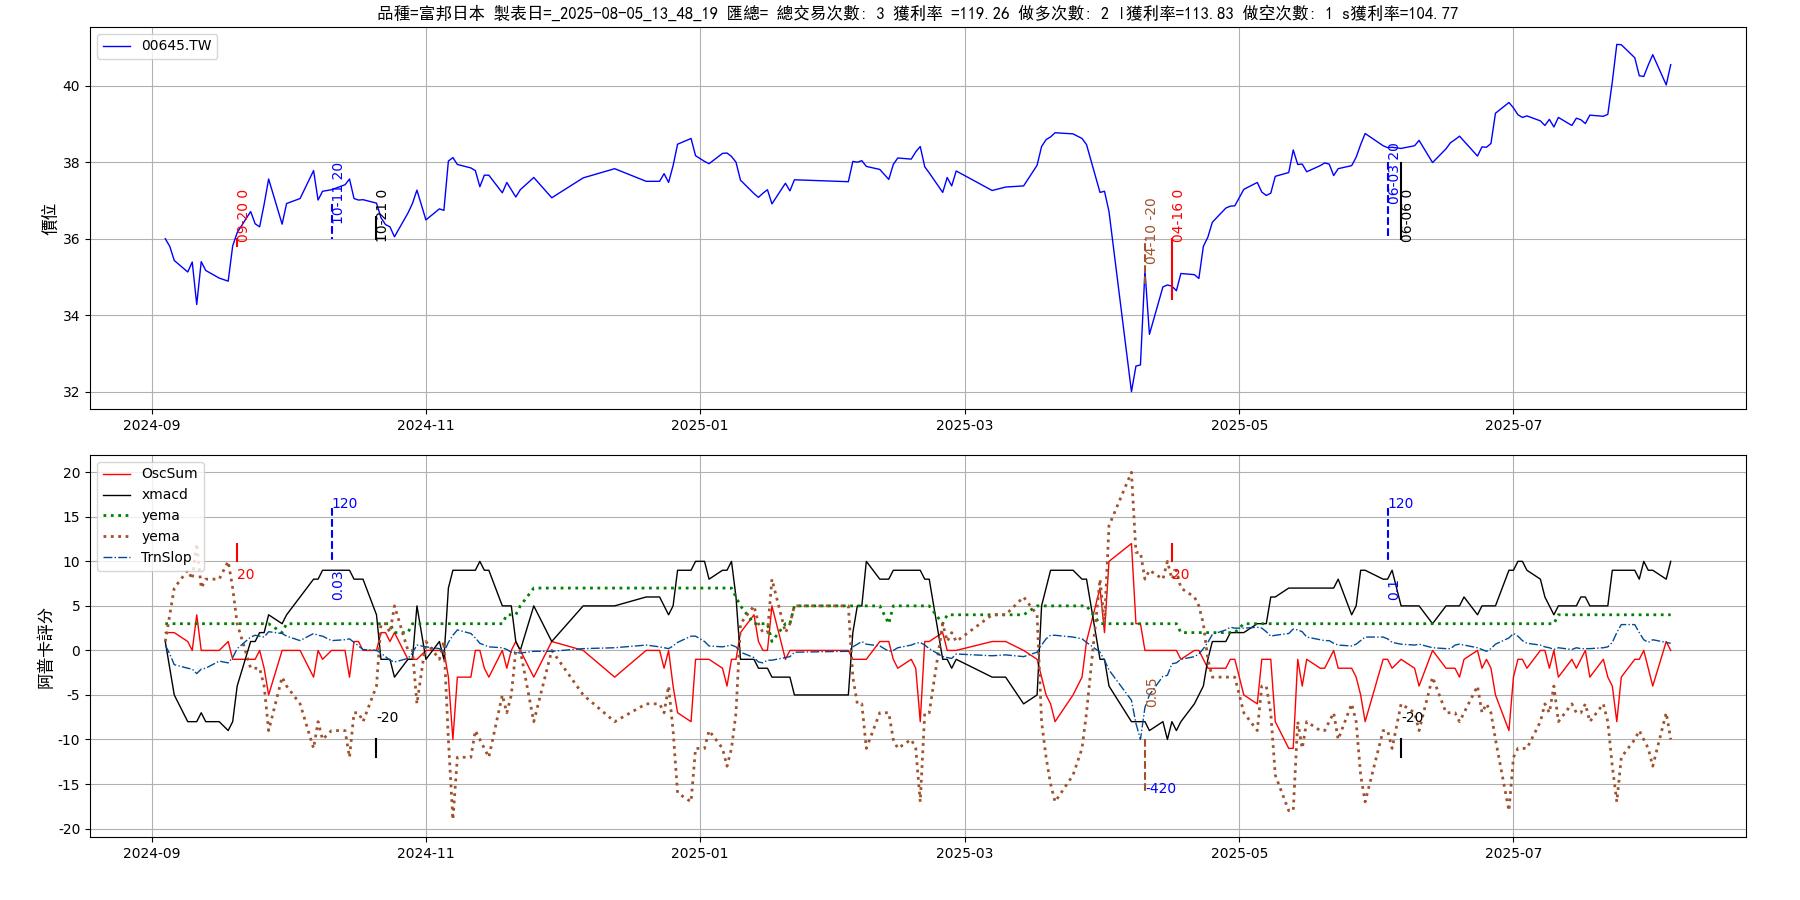 品種=富邦日本 製表日=_2025-08-05_13_48_19 匯總= 總交易次數: 3 獲利率 =119.26 做多次數: 2 l獲利率=113.83 做空次數: 1 s獲利率=104.77
00645.TW
價位
40
38
36
34
32
09-20 0
10-11 20
10-21 0
04-10 -20
04-16 0
06-03 20
06-06 0
2024-09 2024-11 2025-01 2025-03 2025-05 2025-07
OscSum
xmacd
yema
yema
TrnSlop
阿普卡評分
20
15
10
5
0
-5
-10
-15
-20
20
120
0.03
-20
0.05
-420
20
120
0.1
-20
2024-09 2024-11 2025-01 2025-03 2025-05 2025-07